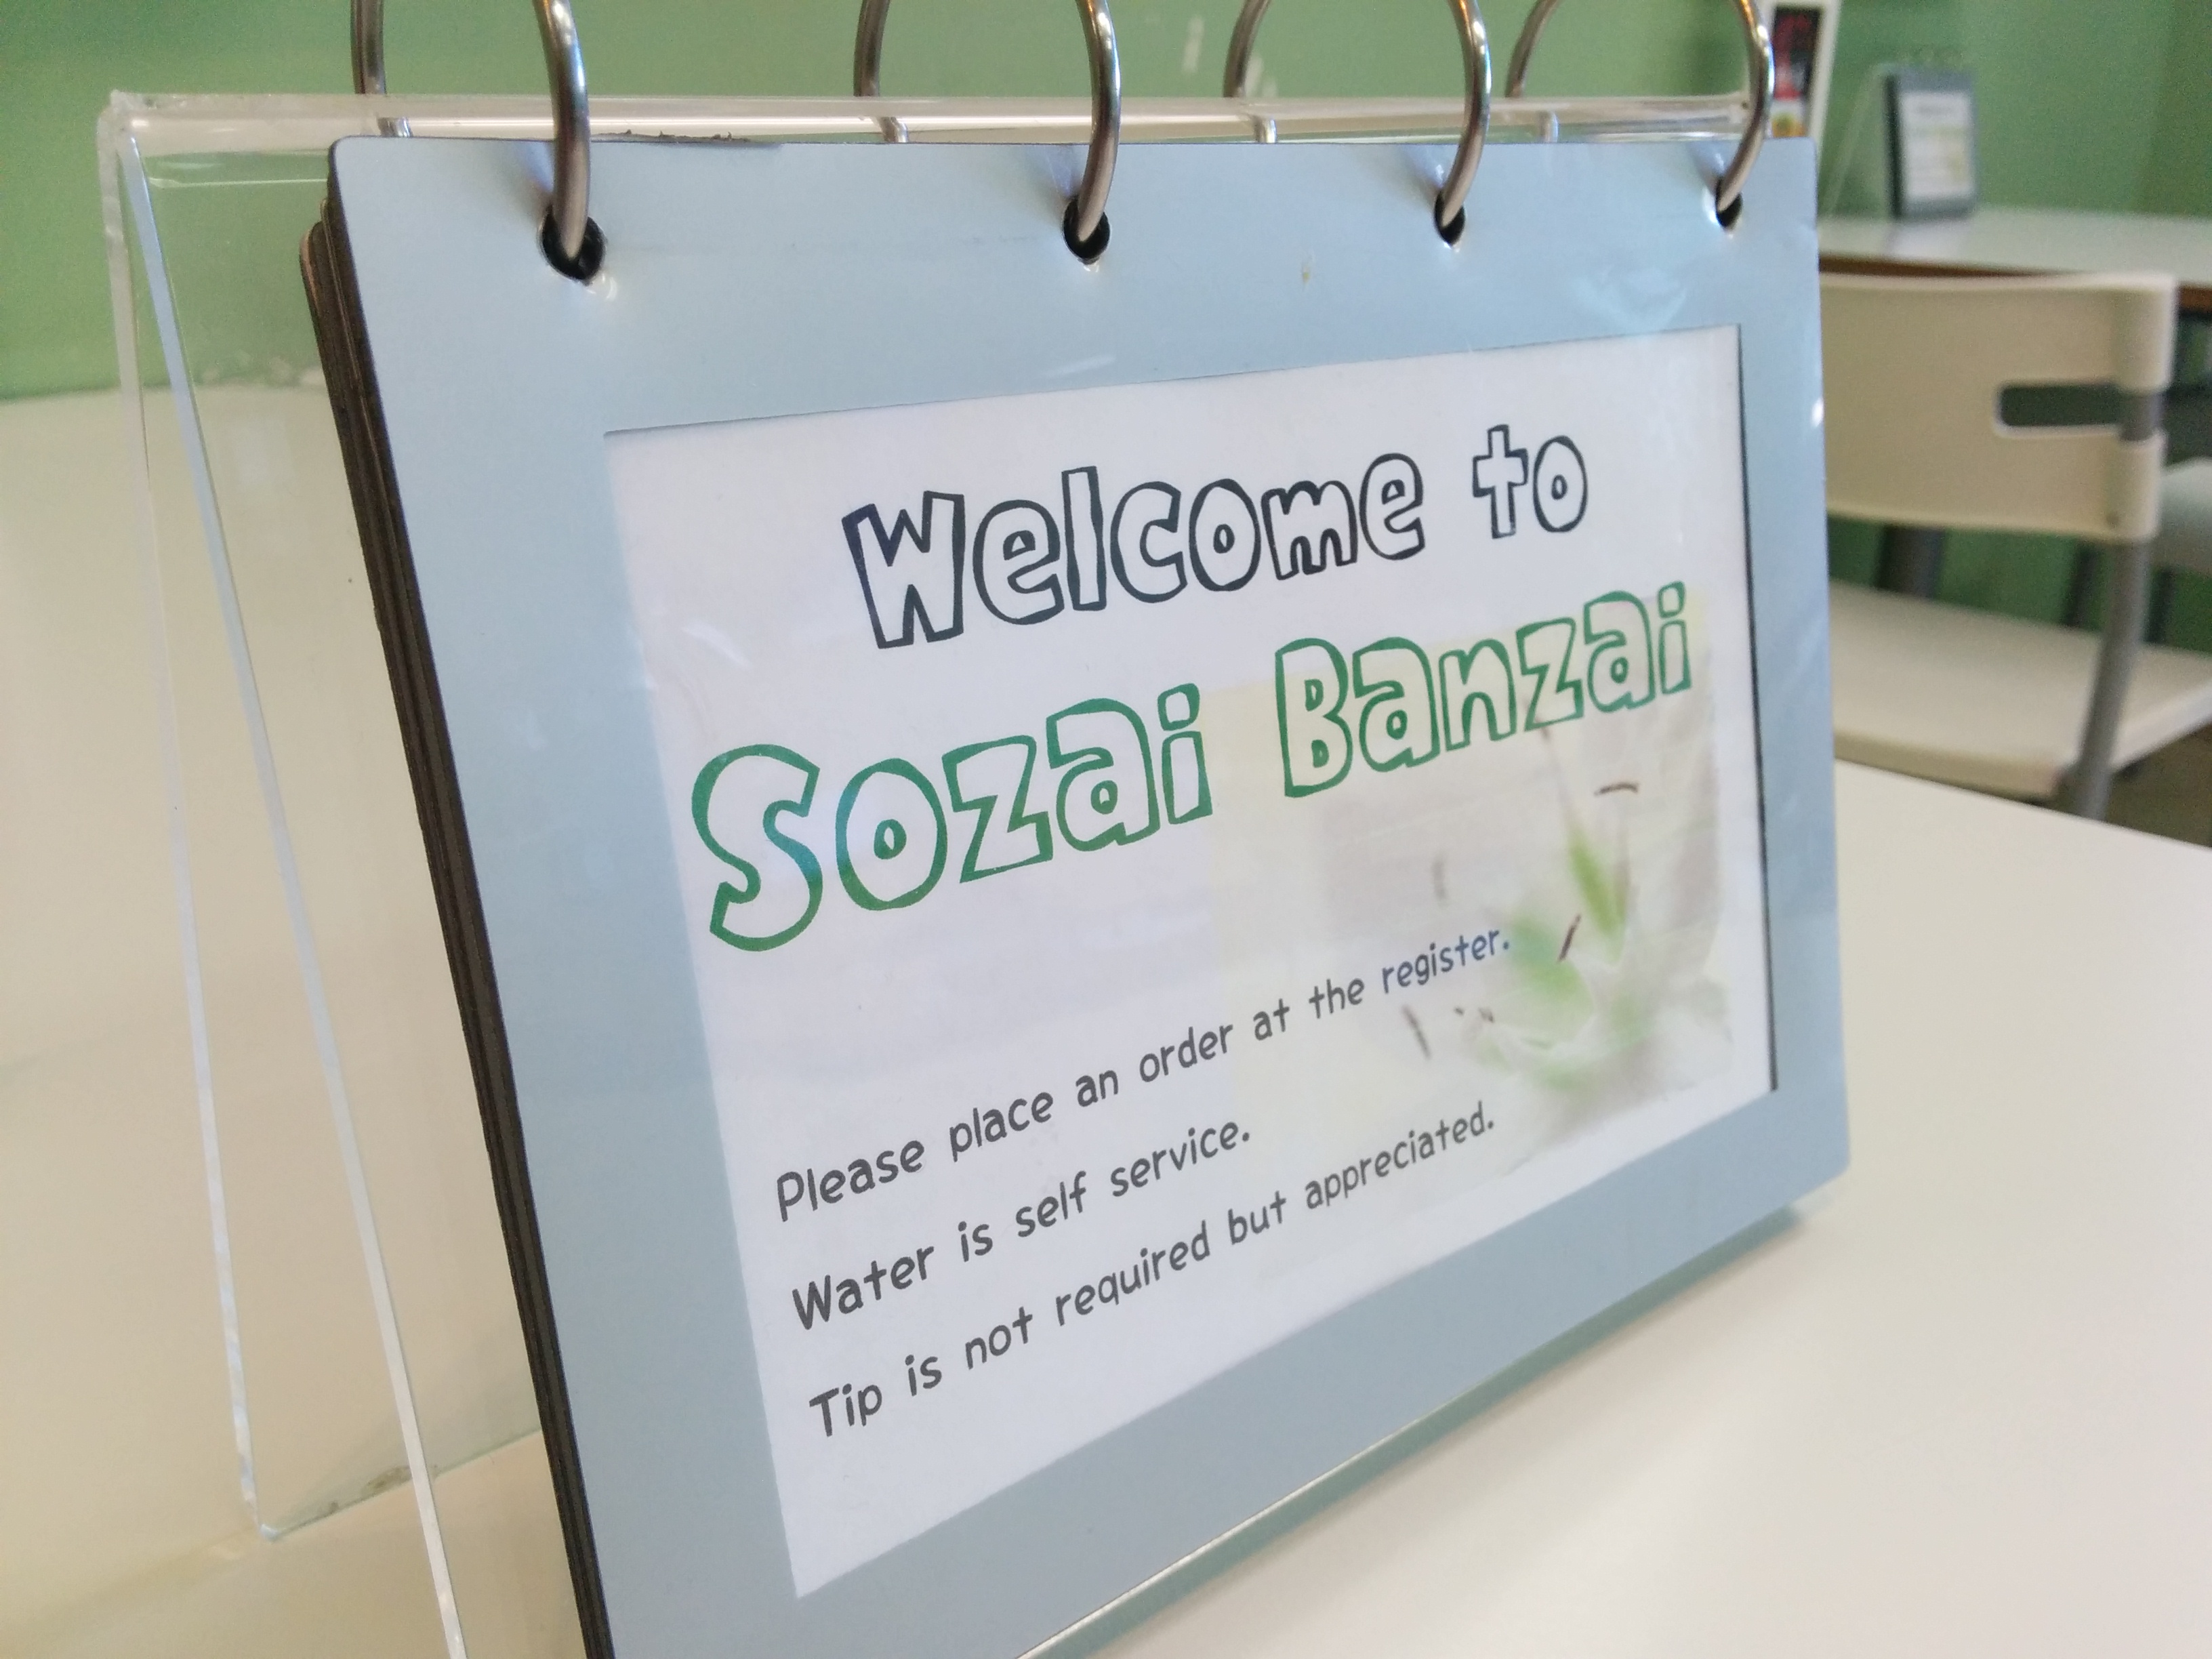 Welcome to
Sozai Banzai
Please place an order at the register.
Water is self service.
Tip is not required but appreciated.